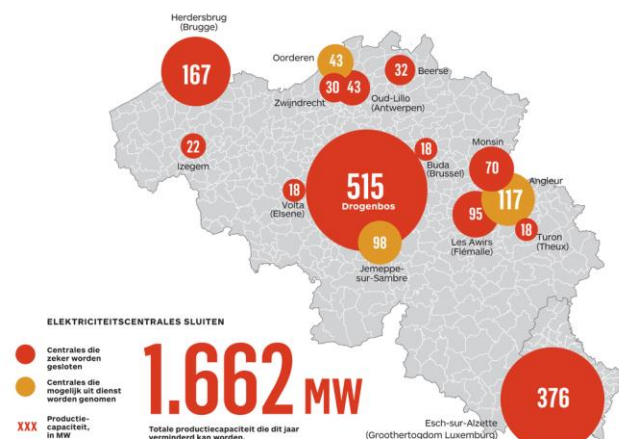 Herdersbrug
(Brugge)
167
Oorderen
43
32
Beerse
30
43
Zwijndrecht
Oud-Lillo
(Antwerpen)
22
Izegem
18
Buda
(Brussel)
Monsin
70
Angleur
117
18
Volta
(Elsene)
515
Drogenbos
95
Les Awirs
(Flémalle)
18
Turon
(Theux)
98
Jemeppe-
sur-Sambre
ELEKTRICITEITSCENTRALES SLUITEN
Centrales die
zeker worden
gesloten
Centrales die
mogelijk uit dienst
worden genomen
XXX Productie-
capaciteit,
in MW
1.662 MW
Totale productiecapaciteit die dit jaar
verminderd kan worden.
376
Esch-sur-Alzette
(Groothertogdom Luxemburg)